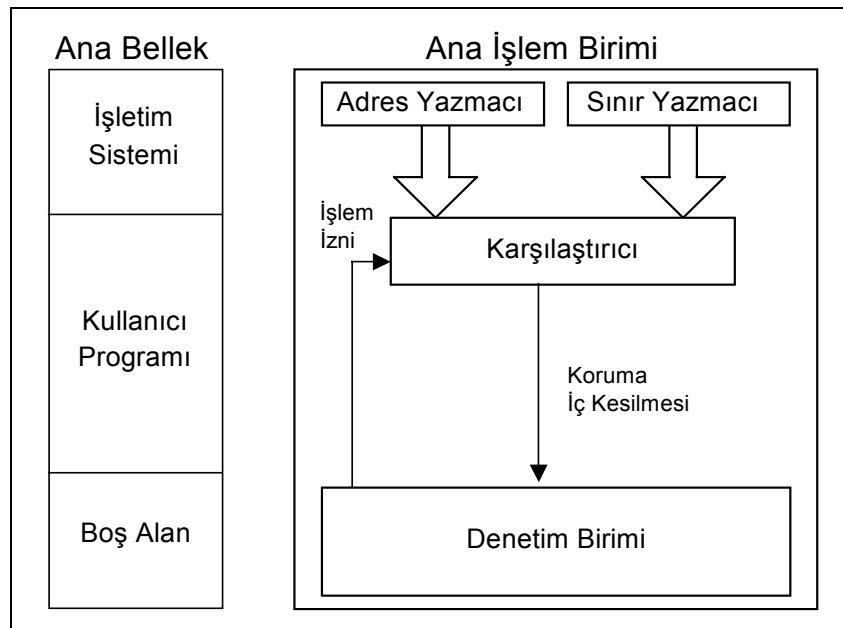 Ana Bellek
İşletim
Sistemi
Kullanıcı
Programı
Boş Alan
Ana İşlem Birimi
Adres Yazmacı
Sınır Yazmacı
İşlem
İzni
Karşılaştırıcı
Koruma
İç Kesilmesi
Denetim Birimi